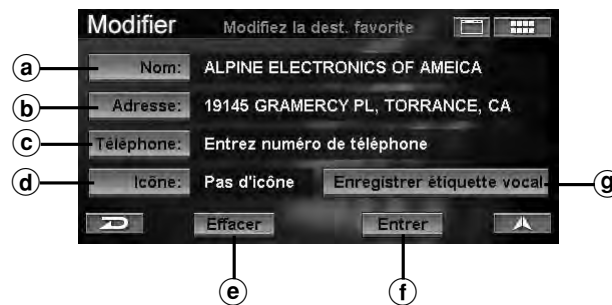 Modifier Modifiez la dest. favorite
a Nom: ALPINE ELECTRONICS OF AMEICA
b Adresse: 19145 GRAMERCY PL, TORRANCE, CA
c Téléphone: Entrez numéro de téléphone
d Icône: Pas d'icône Enregistrer étiquette vocal g
Effacer Entrer
e f